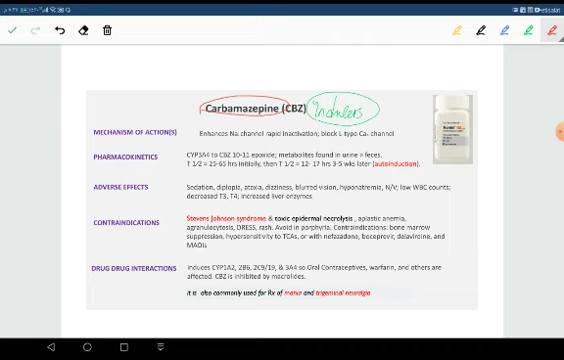 Carbamazepine (CBZ)
inducers
MECHANISM OF ACTION(S)
Enhances Na channel rapid inactivation; block L-type Ca- channel
PHARMACOKINETICS
CYP3A4 to CBZ 10-11 epoxide; metabolites found in urine > feces.
T 1/2 = 25-65 hrs initially, then T 1/2 = 12- 17 hrs 3-5 wks later (autoinduction).
ADVERSE EFFECTS
Sedation, diplopia, ataxia, dizziness, blurred vision, hyponatremia, N/V; low WBC counts;
decreased T3, T4; increased liver enzymes
CONTRAINDICATIONS
Stevens Johnson syndrome & toxic epidermal necrolysis , aplastic anemia,
agranulecytosis, DRESS, rash. Avoid in porphyria. Contraindications: bone marrow
suppression, hypersensitivity to TCAs, or with nefazodone, boceprevir, delavirdine, and
MAOIs
DRUG DRUG INTERACTIONS
Induces CYP1A2, 2B6, 2C9/19, & 3A4 so Oral Contraceptives, warfarin, and others are
affected. CBZ is inhibited by macrolides.
it is also commonly used for Rx of mania and trigeminal neuralgia